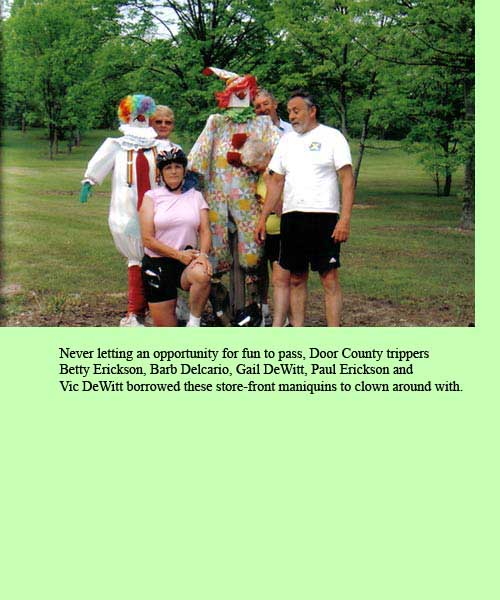 Never letting an opportunity for fun to pass, Door County trippers
Betty Erickson, Barb Delcario, Gail DeWitt, Paul Erickson and
Vic DeWitt borrowed these store-front maniquins to clown around with.